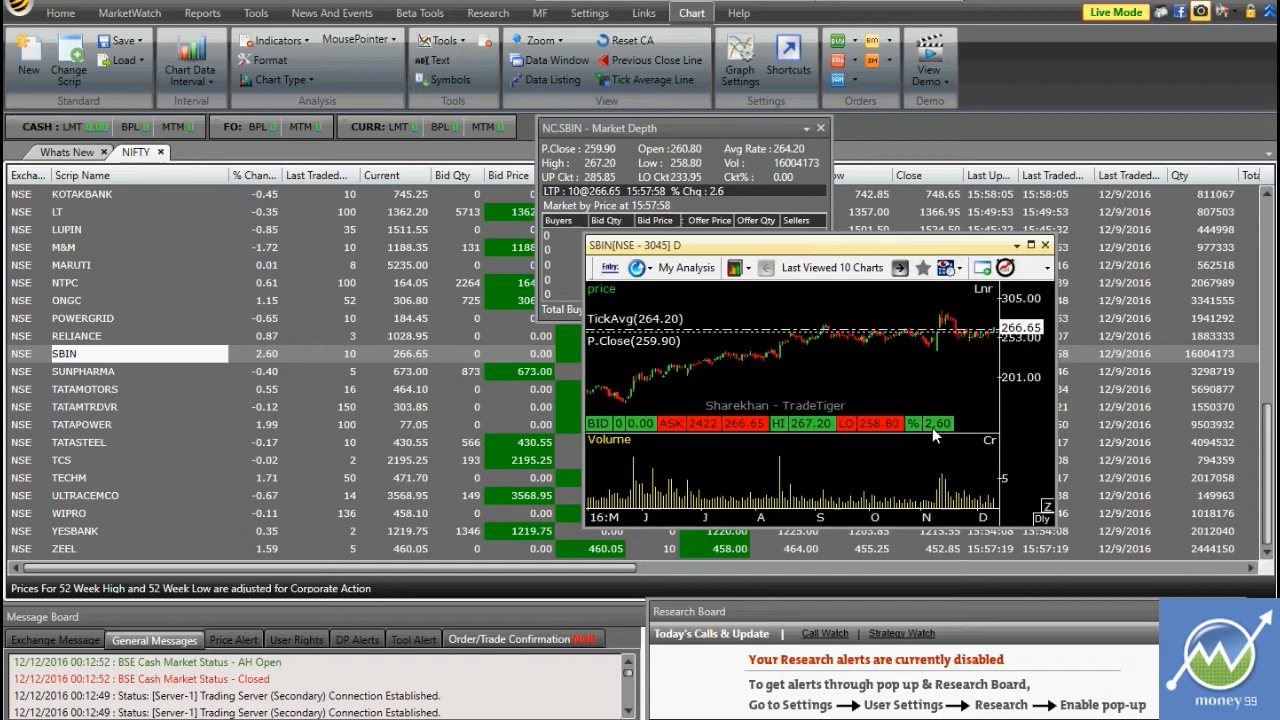 Home MarketWatch Reports Tools News And Events Beta Tools Research MF Settings Links Chart Help Live Mode
New Change Scrip Save Load Chart Data Interval Indicators MousePointer Format Chart Type Tools Text Symbols Zoom Reset CA Data Window Previous Close Line Data Listing Tick Average Line Graph Settings Shortcuts View Demo
Standard Interval Analysis Tools View Settings Orders Demo
CASH : LMT 0.00 BPL 0 MTM 0 FO: BPL 0 MTM 0 CURR: LMT 0 BPL 0 MTM 0
Whats New NIFTY
Excha... Scrip Name % Chan... Last Traded... Current Bid Qty Bid Price Close Last Up... Last Traded... Last Traded... Qty
NSE KOTAKBANK -0.45 10 745.25 0 0.00 742.85 748.65 15:58:05 15:58:05 12/9/2016 811067
NSE LT -0.35 100 1362.20 5713 1357.00 1366.95 15:49:53 15:49:53 12/9/2016 807503
NSE LUPIN -0.85 35 1511.55 0 12/9/2016 444998
NSE M&M -1.72 10 1188.35 131 12/9/2016 977333
NSE MARUTI 0.01 8 5235.00 0 12/9/2016
NSE NTPC 0.61 100 164.05 2264 12/9/2016 2067989
NSE ONGC 1.15 52 306.80 725 12/9/2016 3341555
NSE POWERGRID -0.65 100 0 12/9/2016 1941292
NSE RELIANCE 0.87 3 1028.95 0 12/9/2016 1883333
NSE SBIN 2.60 10 266.65 0 0.00 12/9/2016 16004173
NSE SUNPHARMA -0.40 5 673.00 873 673.00 12/9/2016 3298719
NSE TATAMOTORS 0.55 16 464.10 0 0.00 12/9/2016 5690877
NSE TATAMTRDVR -0.12 150 303.85 0 0.00 12/9/2016 1550370
NSE TATAPOWER 0.00 0 0.00 12/9/2016 9503932
NSE TATASTEEL -0.17 5 430.55 430.55 12/9/2016 4094532
NSE TCS -0.02 10 2195.25 193 2195.25 12/9/2016 794359
NSE TECHM 1.70 50 471.70 0 0.00 12/9/2016 2017058
NSE ULTRACEMCO -0.67 14 3568.95 149 3568.95 12/9/2016 149963
NSE WIPRO -1.13 2 456.05 0 0.00 12/9/2016 1018176
NSE YESBANK 0.35 2 1219.75 1346 1219.75 12/9/2016 2012040
NSE ZEEL 1.59 5 460.05 0 0.00 460.05 10 458.00 464.00 455.25 452.85 15:57:19 15:57:19 12/9/2016 2444150
NC.SBIN - Market Depth
P.Close : 259.90 Open : 260.80 Avg Rate : 264.20
High : 267.20 Low : 258.80 Vol : 16004173
UP Ckt : 285.85 LO Ckt :233.95 Ckt% : 0.00
LTP : 10@266.65 15:57:58 % Chg : 2.6
Market by Price at 15:57:58
Buyers Bid Qty Bid Price Offer Price Offer Qty Sellers
0
0
0
0
0
Total Buy
SBIN[NSE - 3045] D
Entry: My Analysis Last Viewed 10 Charts
price Lnr
305.00
TickAvg(264.20)
266.65
P.Close(259.90) 253.00
201.00
Sharekhan - TradeTiger
BID 0 0.00 ASK 2422 266.65 HI 267.20 LO 258.80 % 2.60
Volume Cr
5
Z
16:M J J A S O N D Dly
Prices For 52 Week High and 52 Week Low are adjusted for Corporate Action
Message Board
Exchange Message General Messages Price Alert User Rights DP Alerts Tool Alert Order/Trade Confirmation
12/12/2016 00:12:52 : BSE Cash Market Status - AH Open
12/12/2016 00:12:52 : BSE Cash Market Status - Closed
12/12/2016 00:12:49 : Status: [Server-1] Trading Server (Secondary) Connection Established.
12/12/2016 00:12:49 : Status: [Server-1] Trading Server (Secondary) Connection Established.
Research Board
Today's Calls & Update | Call Watch Strategy Watch
Your Research alerts are currently disabled
To get alerts through pop up & Research Board,
Go to Settings User Settings Research Enable pop-up
money99